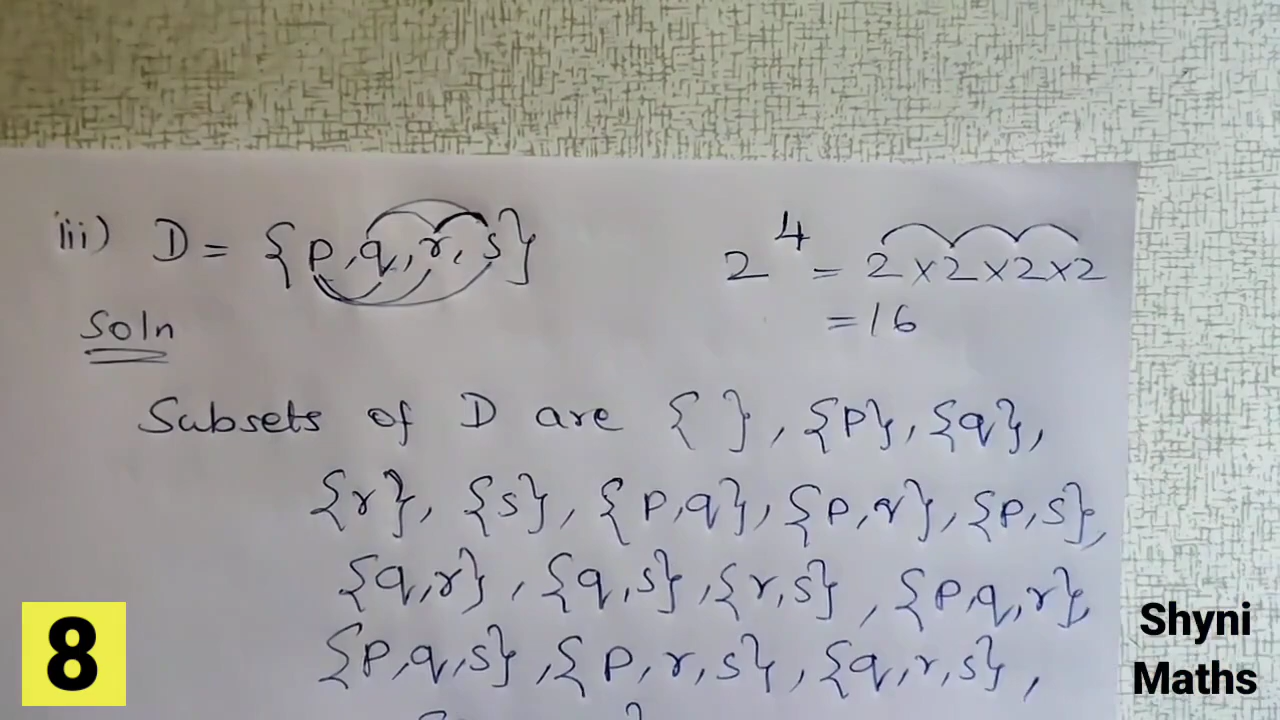 iii) D = {p,q,r,s}
2^4 = 2×2×2×2
=16
Soln
Subsets of D are { }, {p}, {q},
{r}, {s}, {p,q}, {p,r}, {p,s},
{q,r}, {q,s}, {r,s}, {p,q,r},
{p,q,s}, {p,r,s}, {q,r,s},
8
Shyni
Maths